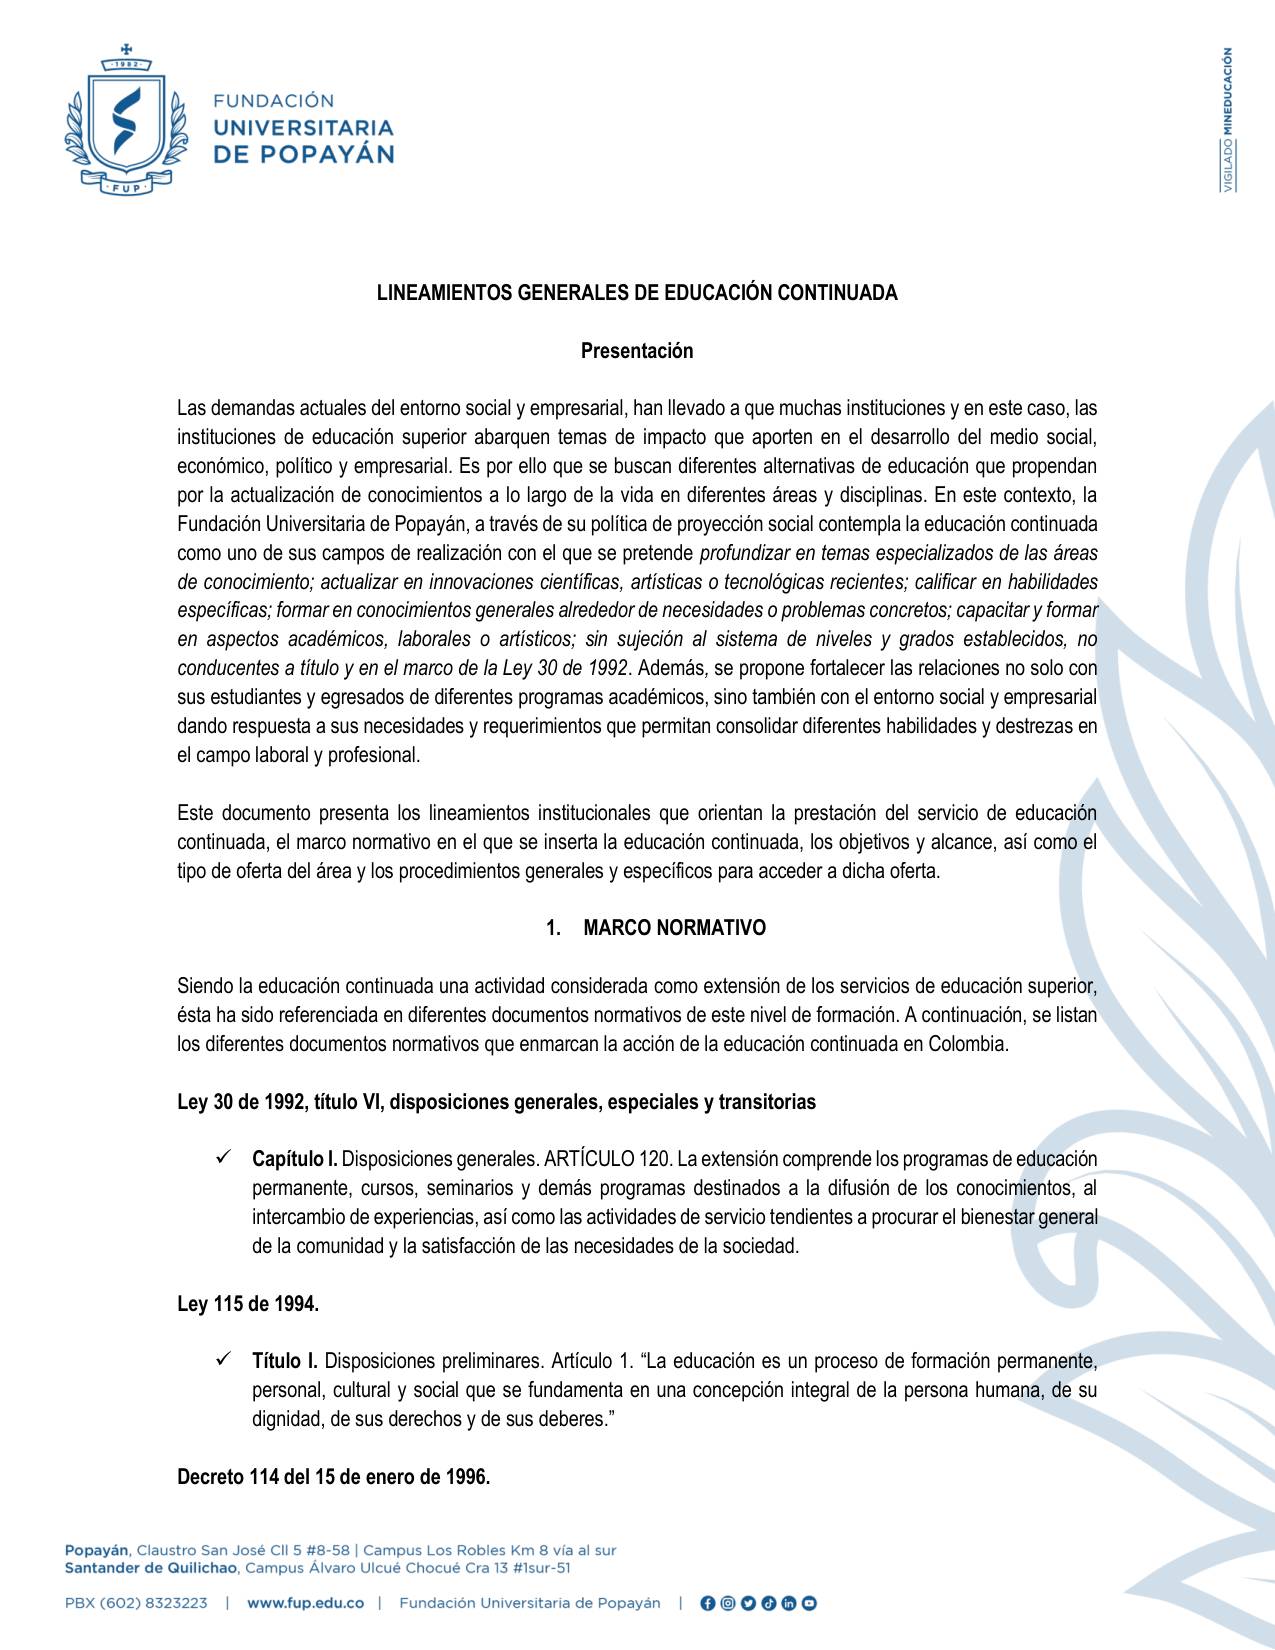 1982
FUP
FUNDACIÓN
UNIVERSITARIA
DE POPAYÁN
VIGILADO MINEDUCACIÓN
LINEAMIENTOS GENERALES DE EDUCACIÓN CONTINUADA
Presentación
Las demandas actuales del entorno social y empresarial, han llevado a que muchas instituciones y en este caso, las
instituciones de educación superior abarquen temas de impacto que aporten en el desarrollo del medio social,
económico, político y empresarial. Es por ello que se buscan diferentes alternativas de educación que propendan
por la actualización de conocimientos a lo largo de la vida en diferentes áreas y disciplinas. En este contexto, la
Fundación Universitaria de Popayán, a través de su política de proyección social contempla la educación continuada
como uno de sus campos de realización con el que se pretende profundizar en temas especializados de las áreas
de conocimiento; actualizar en innovaciones científicas, artísticas o tecnológicas recientes; calificar en habilidades
específicas; formar en conocimientos generales alrededor de necesidades o problemas concretos; capacitar y formar
en aspectos académicos, laborales o artísticos; sin sujeción al sistema de niveles y grados establecidos, no
conducentes a título y en el marco de la Ley 30 de 1992. Además, se propone fortalecer las relaciones no solo con
sus estudiantes y egresados de diferentes programas académicos, sino también con el entorno social y empresarial
dando respuesta a sus necesidades y requerimientos que permitan consolidar diferentes habilidades y destrezas en
el campo laboral y profesional.
Este documento presenta los lineamientos institucionales que orientan la prestación del servicio de educación
continuada, el marco normativo en el que se inserta la educación continuada, los objetivos y alcance, así como el
tipo de oferta del área y los procedimientos generales y específicos para acceder a dicha oferta.
1. MARCO NORMATIVO
Siendo la educación continuada una actividad considerada como extensión de los servicios de educación superior,
ésta ha sido referenciada en diferentes documentos normativos de este nivel de formación. A continuación, se listan
los diferentes documentos normativos que enmarcan la acción de la educación continuada en Colombia.
Ley 30 de 1992, título VI, disposiciones generales, especiales y transitorias
✓ Capítulo I. Disposiciones generales. ARTÍCULO 120. La extensión comprende los programas de educación
permanente, cursos, seminarios y demás programas destinados a la difusión de los conocimientos, al
intercambio de experiencias, así como las actividades de servicio tendientes a procurar el bienestar general
de la comunidad y la satisfacción de las necesidades de la sociedad.
Ley 115 de 1994.
✓ Título I. Disposiciones preliminares. Artículo 1. “La educación es un proceso de formación permanente,
personal, cultural y social que se fundamenta en una concepción integral de la persona humana, de su
dignidad, de sus derechos y de sus deberes.”
Decreto 114 del 15 de enero de 1996.
Popayán, Claustro San José Cll 5 #8-58 | Campus Los Robles Km 8 vía al sur
Santander de Quilichao, Campus Álvaro Ulcué Chocué Cra 13 #1sur-51
PBX (602) 8323223 | www.fup.edu.co | Fundación Universitaria de Popayán |